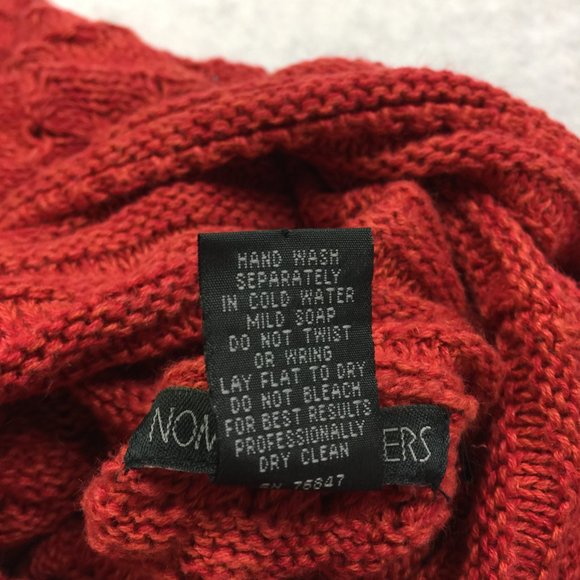 HAND WASH
SEPARATELY
IN COLD WATER
MILD SOAP
DO NOT TWIST
OR WRING
LAY FLAT TO DRY
DO NOT BLEACH
FOR BEST RESULTS
PROFESSIONALLY
DRY CLEAN
75847